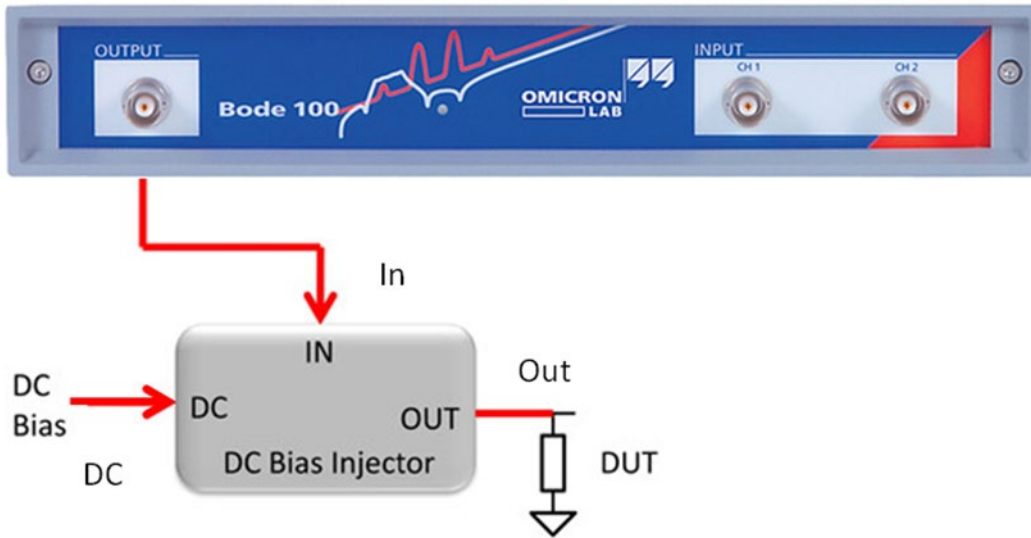 OUTPUT
INPUT
CH 1
CH 2
Bode 100
OMICRON
LAB
In
IN
DC
Bias
DC
OUT
DC Bias Injector
DC
Out
DUT